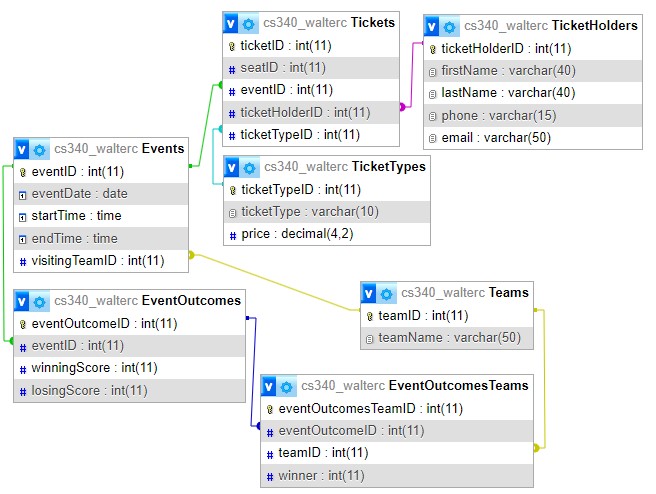 cs340_walterc Tickets
ticketID : int(11)
seatID : int(11)
eventID : int(11)
ticketHolderID : int(11)
ticketTypeID : int(11)
cs340_walterc TicketHolders
ticketHolderID : int(11)
firstName : varchar(40)
lastName : varchar(40)
phone : varchar(15)
email : varchar(50)
cs340_walterc Events
eventID : int(11)
eventDate : date
startTime : time
endTime : time
visitingTeamID : int(11)
cs340_walterc TicketTypes
ticketTypeID : int(11)
ticketType : varchar(10)
price : decimal(4,2)
cs340_walterc EventOutcomes
eventOutcomeID : int(11)
eventID : int(11)
winningScore : int(11)
losingScore : int(11)
cs340_walterc Teams
teamID : int(11)
teamName : varchar(50)
cs340_walterc EventOutcomesTeams
eventOutcomesTeamID : int(11)
eventOutcomeID : int(11)
teamID : int(11)
winner : int(11)